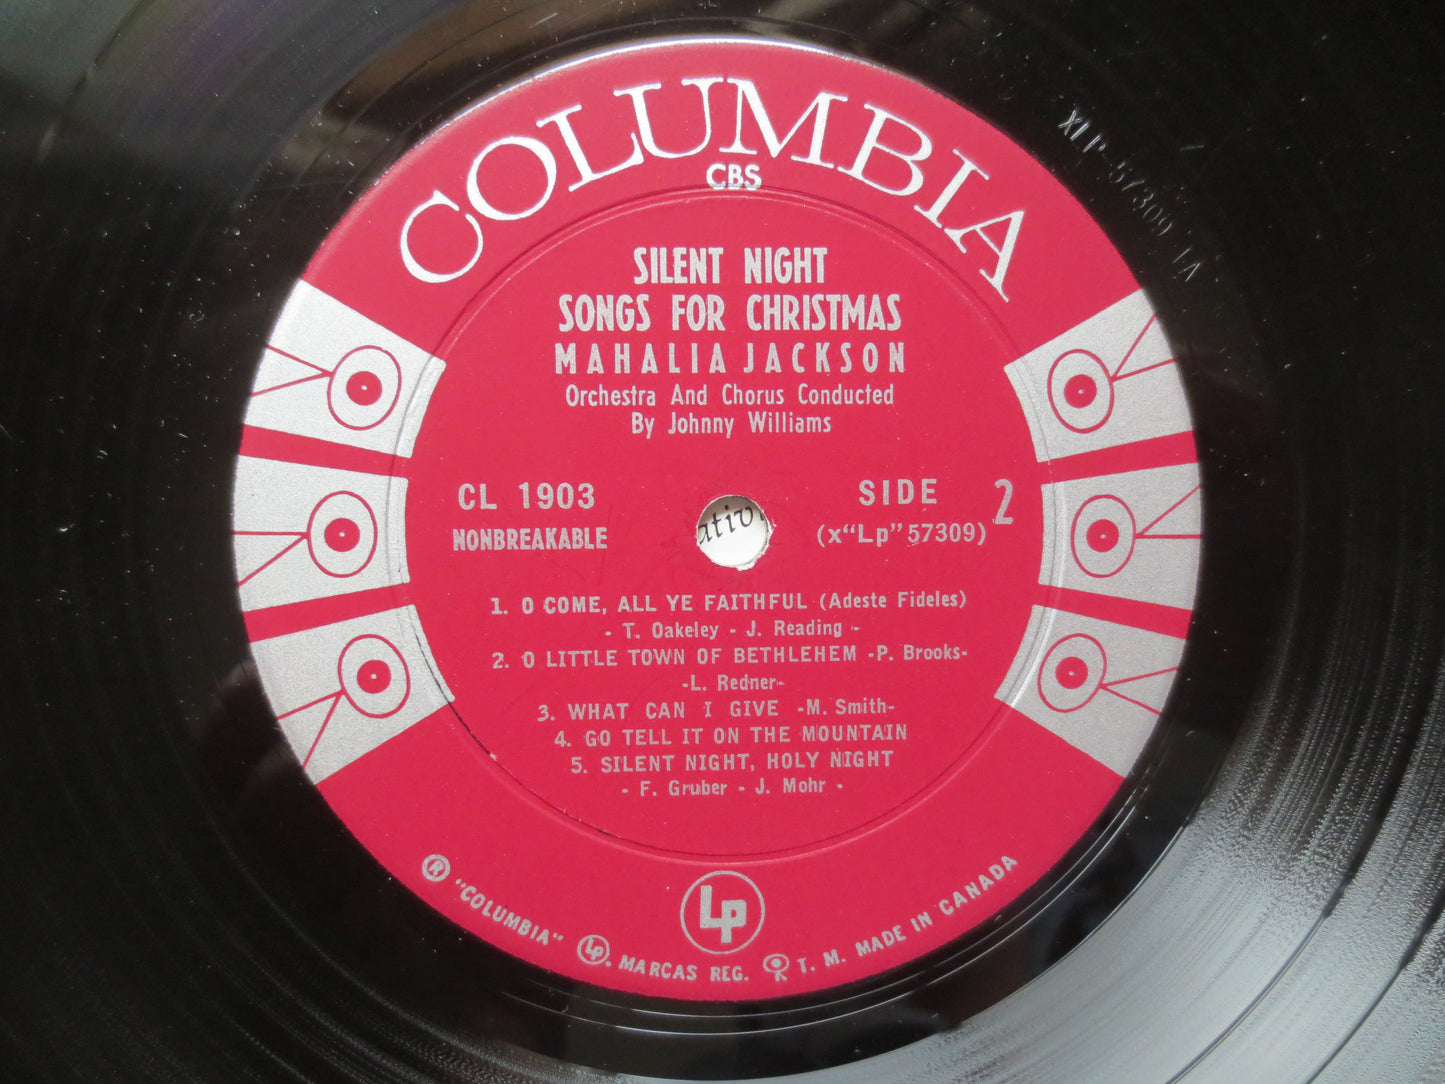 COLUMBIA
CBS
XLP-57309-1A
SILENT NIGHT
SONGS FOR CHRISTMAS
MAHALIA JACKSON
Orchestra And Chorus Conducted
By Johnny Williams
CL 1903
NONBREAKABLE
ativ
SIDE 2
(x“Lp”57309)
1. O COME, ALL YE FAITHFUL (Adeste Fideles)
- T. Oakeley - J. Reading -
2. O LITTLE TOWN OF BETHLEHEM -P. Brooks-
-L. Redner-
3. WHAT CAN I GIVE -M. Smith-
4. GO TELL IT ON THE MOUNTAIN
5. SILENT NIGHT, HOLY NIGHT
- F. Gruber - J. Mohr -
Lp
® "COLUMBIA" Lp. MARCAS REG. T. M. MADE IN CANADA